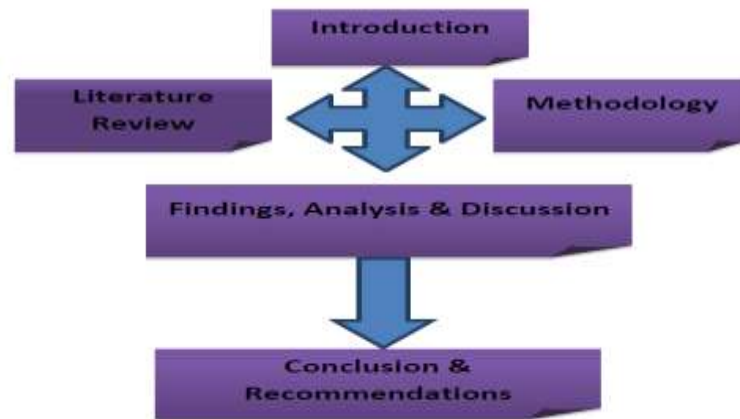 Introduction
Literature
Review
Methodology
Findings, Analysis & Discussion
Conclusion &
Recommendations